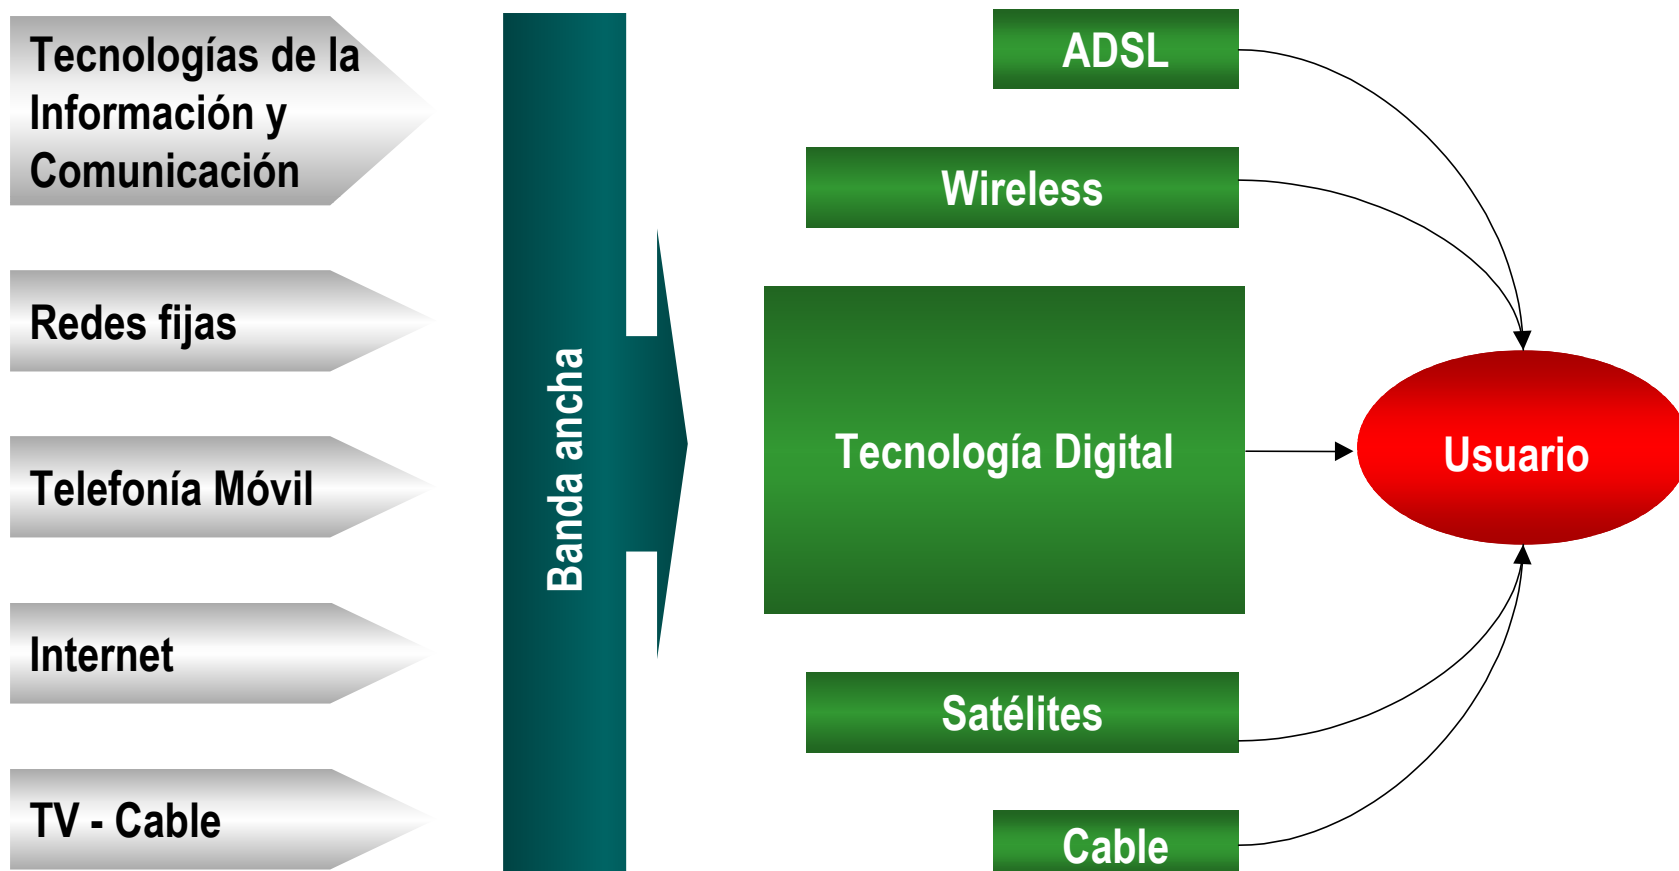 Tecnologías de la
Información y
Comunicación
Redes fijas
Telefonía Móvil
Internet
TV - Cable
Banda ancha
ADSL
Wireless
Tecnología Digital
Satélites
Cable
Usuario